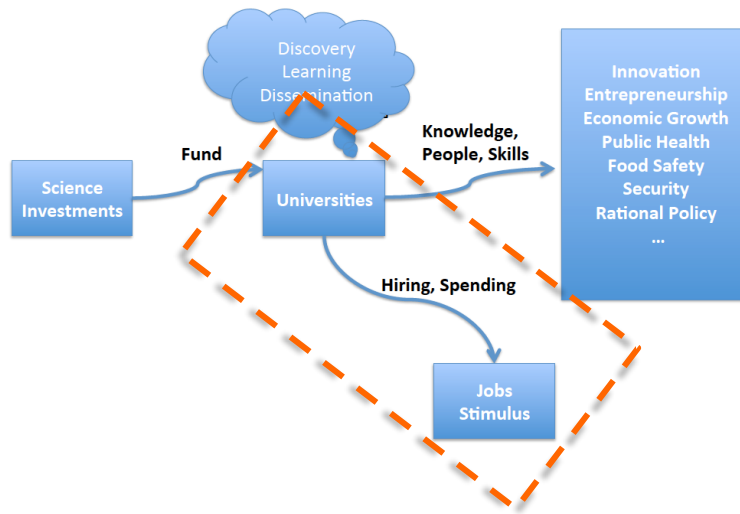 Discovery
Learning
Dissemination
Innovation
Entrepreneurship
Economic Growth
Public Health
Food Safety
Security
Rational Policy
...
Knowledge,
People, Skills
Fund
Science
Investments
Universities
Hiring, Spending
Jobs
Stimulus